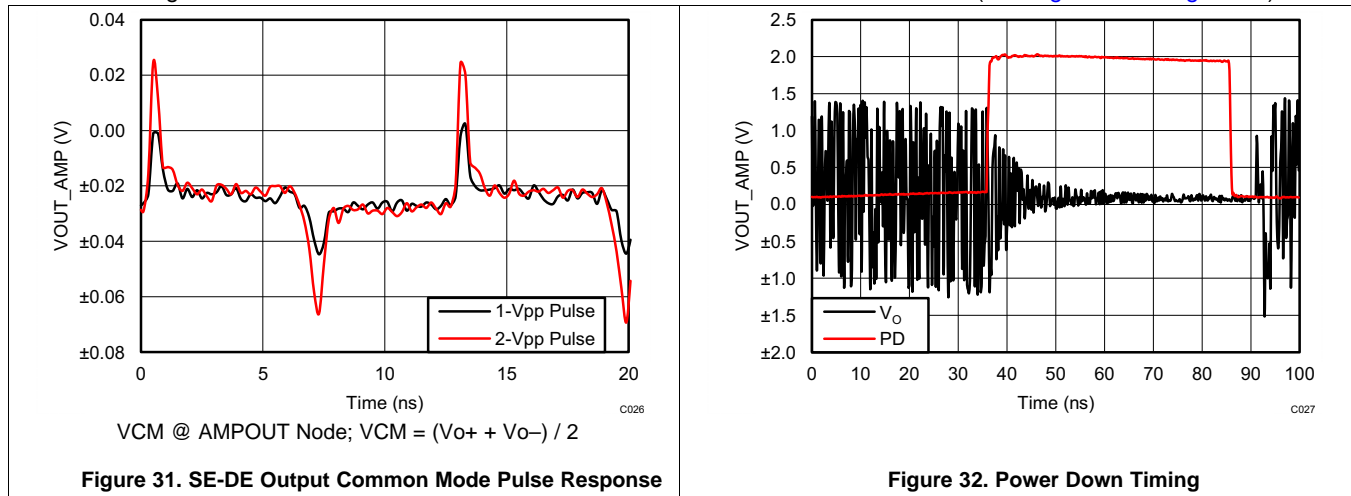 0.04
0.02
0.00
±0.02
±0.04
±0.06
±0.08
VOUT_AMP (V)
1-Vpp Pulse
2-Vpp Pulse
0 5 10 15 20
Time (ns)
C026
VCM @ AMPOUT Node; VCM = (Vo+ + Vo–) / 2
Figure 31. SE-DE Output Common Mode Pulse Response
2.0
1.5
1.0
0.5
0.0
±0.5
±1.0
±1.5
±2.0
VOUT_AMP (V)
VO
PD
0 10 20 30 40 50 60 70 80 90 100
Time (ns)
C027
Figure 32. Power Down Timing